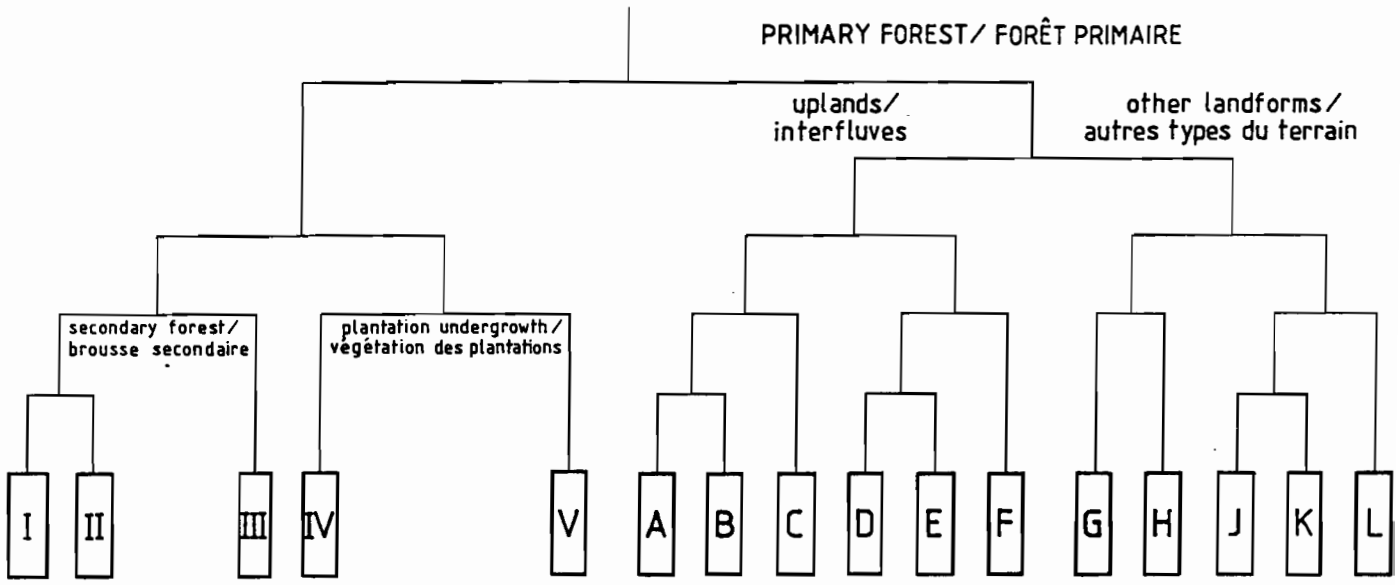 PRIMARY FOREST/ FORÊT PRIMAIRE
uplands/
interfluves
other landforms/
autres types du terrain
secondary forest/
brousse secondaire
plantation undergrowth/
végétation des plantations
I II III IV V A B C D E F G H J K L